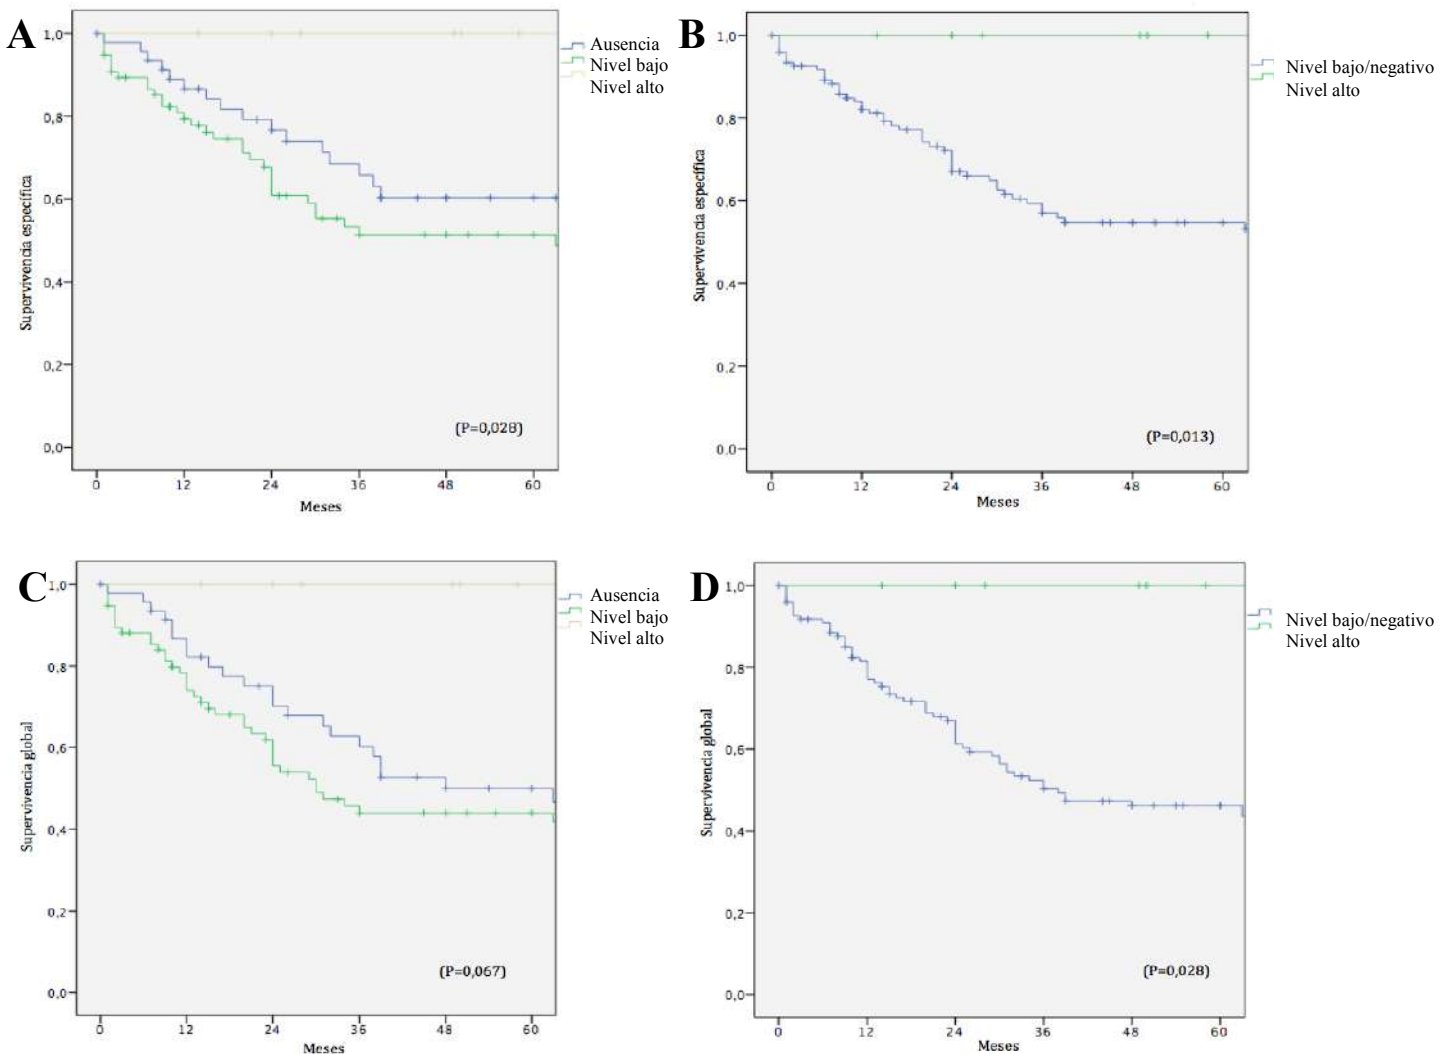 A
1,0
0,8
0,6
0,4
0,2
0,0
Supervivencia específica
0 12 24 36 48 60
Meses
(P=0,028)
Ausencia
Nivel bajo
Nivel alto
B
1,0
0,8
0,6
0,4
0,2
0,0
Supervivencia específica
0 12 24 36 48 60
Meses
(P=0,013)
Nivel bajo/negativo
Nivel alto
C
1,0
0,8
0,6
0,4
0,2
0,0
Supervivencia global
0 12 24 36 48 60
Meses
(P=0,067)
Ausencia
Nivel bajo
Nivel alto
D
1,0
0,8
0,6
0,4
0,2
0,0
Supervivencia global
0 12 24 36 48 60
Meses
(P=0,028)
Nivel bajo/negativo
Nivel alto